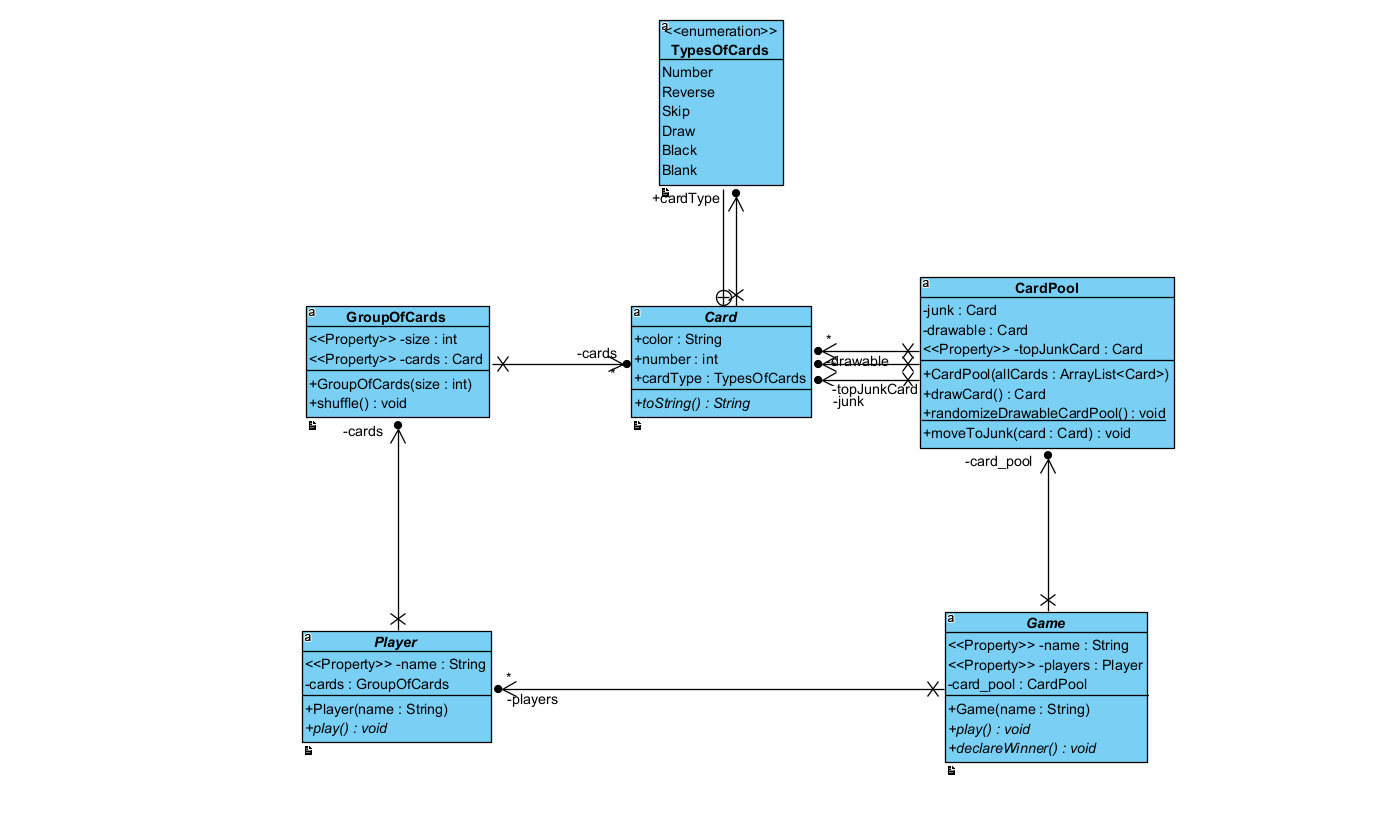 a
<<enumeration>>
TypesOfCards
Number
Reverse
Skip
Draw
Black
Blank
+cardType
a
GroupOfCards
<<Property>> -size : int
<<Property>> -cards : Card
+GroupOfCards(size : int)
+shuffle() : void
-cards
*
a
Card
+color : String
+number : int
+cardType : TypesOfCards
+toString() : String
*
-drawable
-topJunkCard
-junk
a
CardPool
-junk : Card
-drawable : Card
<<Property>> -topJunkCard : Card
+CardPool(allCards : ArrayList<Card>)
+drawCard() : Card
+randomizeDrawableCardPool() : void
+moveToJunk(card : Card) : void
-cards
-card_pool
a
Player
<<Property>> -name : String
-cards : GroupOfCards
+Player(name : String)
+play() : void
*
-players
a
Game
<<Property>> -name : String
<<Property>> -players : Player
-card_pool : CardPool
+Game(name : String)
+play() : void
+declareWinner() : void